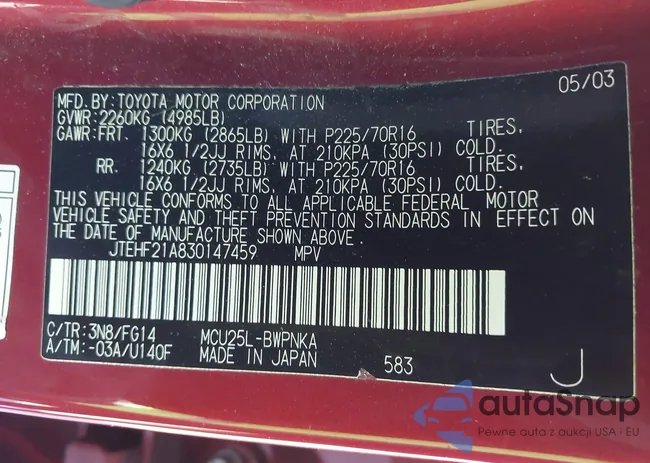 05/03
MFD.BY:TOYOTA MOTOR CORPORATION
GVWR:2260KG (4985LB)
GAWR:FRT. 1300KG (2865LB) WITH P225/70R16 TIRES,
16X6 1/2JJ RIMS, AT 210KPA (30PSI) COLD.
RR. 1240KG (2735LB) WITH P225/70R16 TIRES,
16X6 1/2JJ RIMS, AT 210KPA (30PSI) COLD.
THIS VEHICLE CONFORMS TO ALL APPLICABLE FEDERAL MOTOR
VEHICLE SAFETY AND THEFT PREVENTION STANDARDS IN EFFECT ON
THE DATE OF MANUFACTURE SHOWN ABOVE.
JTEHF21A830147459 MPV
C/TR:3N8/FG14 MCU25L-BWPNKA
A/TM:-03A/U140F MADE IN JAPAN 583 J
autoSnap
Pewne auta z aukcji USA - EU